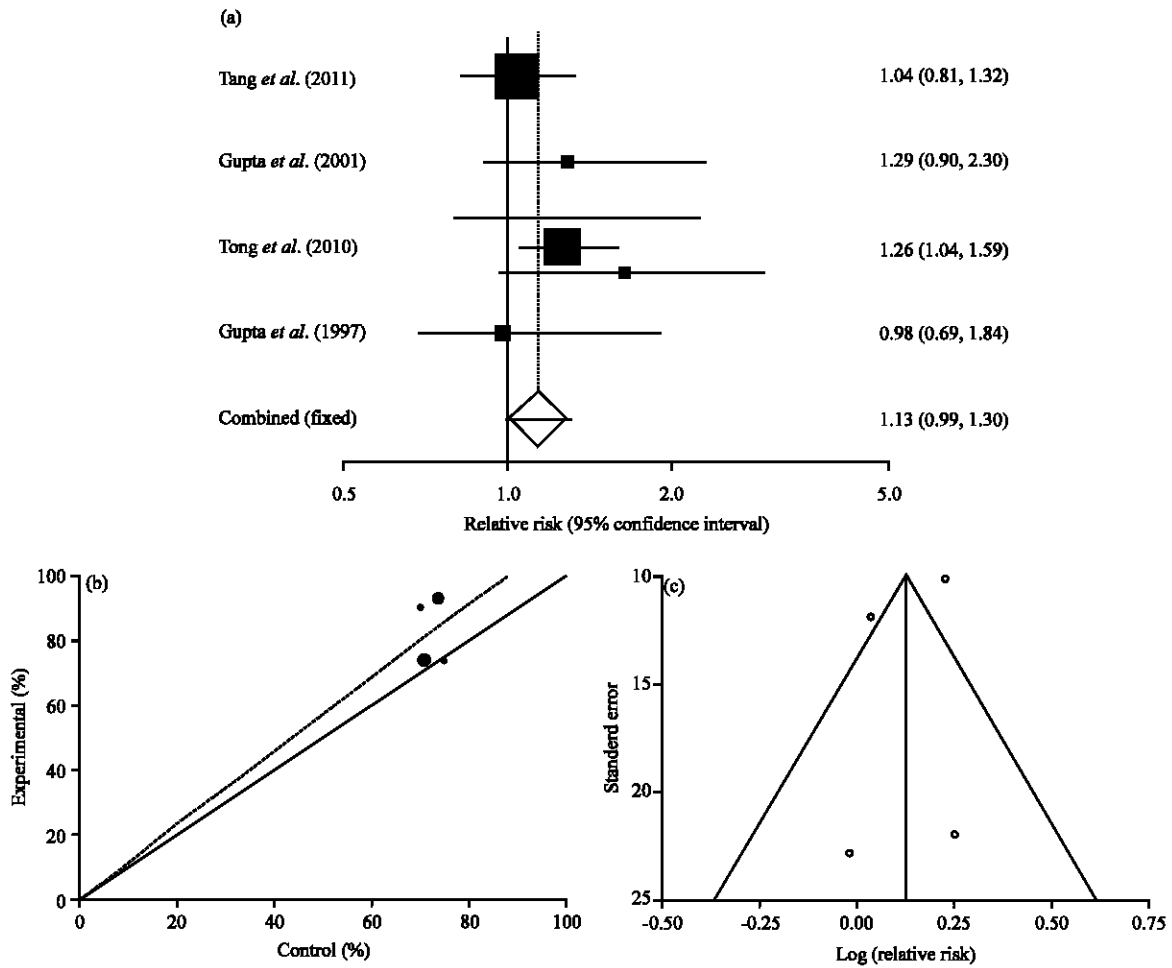 (a)
Tang et al. (2011) 1.04 (0.81, 1.32)
Gupta et al. (2001) 1.29 (0.90, 2.30)
Tong et al. (2010) 1.26 (1.04, 1.59)
Gupta et al. (1997) 0.98 (0.69, 1.84)
Combined (fixed) 1.13 (0.99, 1.30)
0.5 1.0 2.0 5.0
Relative risk (95% confidence interval)
(b)
100
80
60
40
20
0
Experimental (%)
0 20 40 60 80 100
Control (%)
(c)
10
15
20
25
Standerd error
-0.50 -0.25 0.00 0.25 0.50 0.75
Log (relative risk)